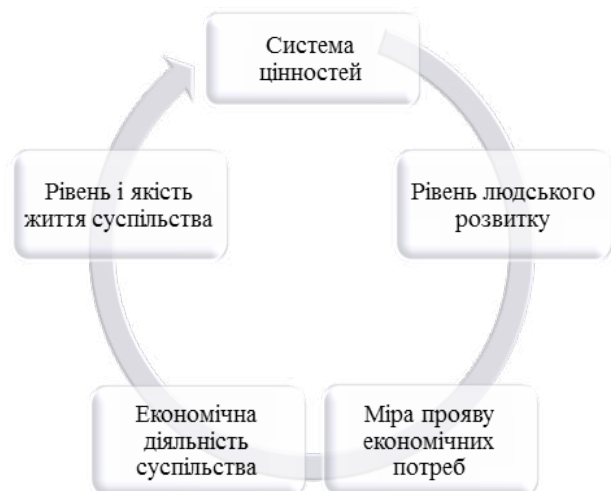 Система
цінностей
Рівень людського
розвитку
Міра прояву
економічних
потреб
Економічна
діяльність
суспільства
Рівень і якість
життя суспільства